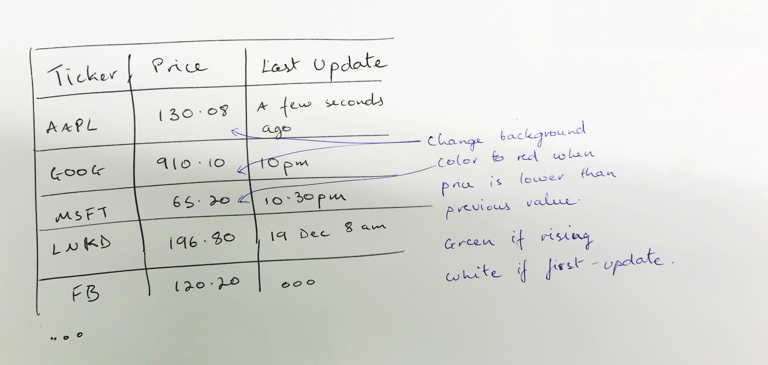 Ticker Price Last Update
AAPL 130.08 A few seconds
ago
GOOG 910.10 10pm
MSFT 65.20 10.30pm
LNKD 196.80 19 Dec 8 am
FB 120.20 ...
...
Change background
color to red when
price is lower than
previous value.
Green if rising
White if first-update.